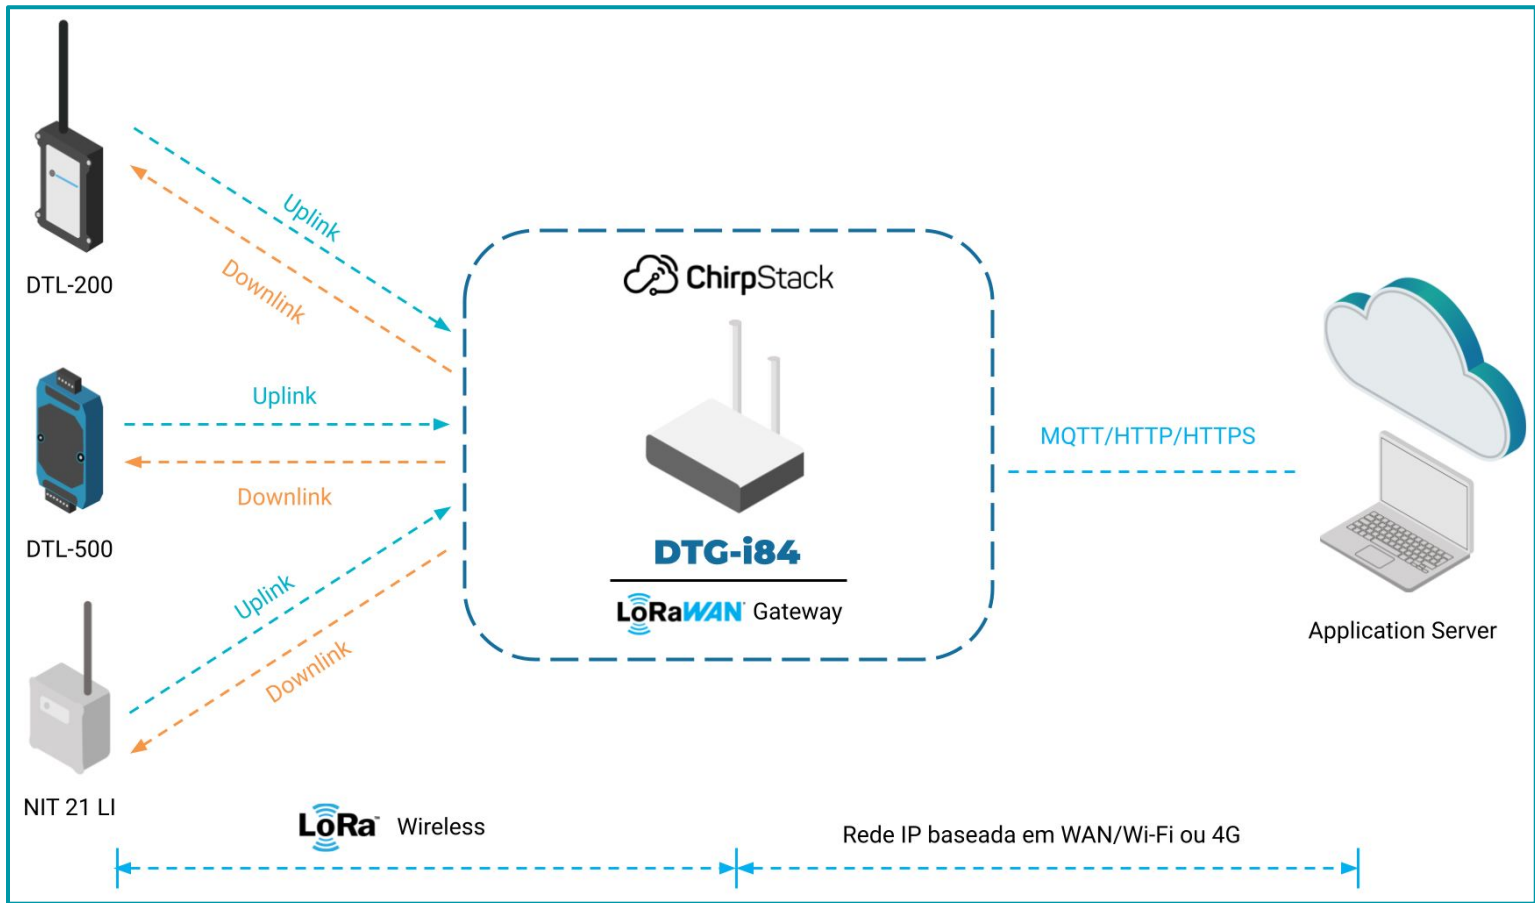 DTL-200
Uplink
Downlink
DTL-500
Uplink
Downlink
NIT 21 LI
Uplink
Downlink
ChirpStack
DTG-i84
LoRaWAN Gateway
MQTT/HTTP/HTTPS
Application Server
LoRa™ Wireless
Rede IP baseada em WAN/Wi-Fi ou 4G